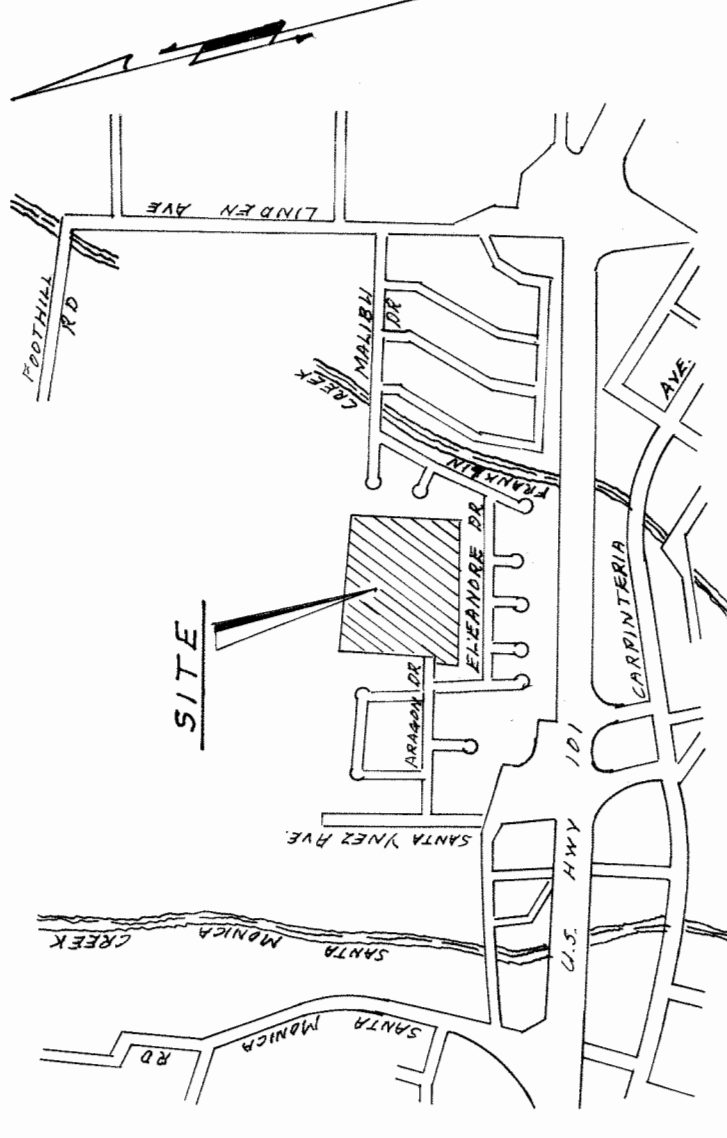 LINDEN AVE
FOOTHILL
RD
MALIBU
DR
CREEK
FRANKLIN
AVE.
CARPINTERIA
ELEANDRE DR
SITE
ARAGON DR
SANTA YNEZ AVE.
U.S. HWY 101
SANTA MONICA CREEK
SANTA MONICA RD